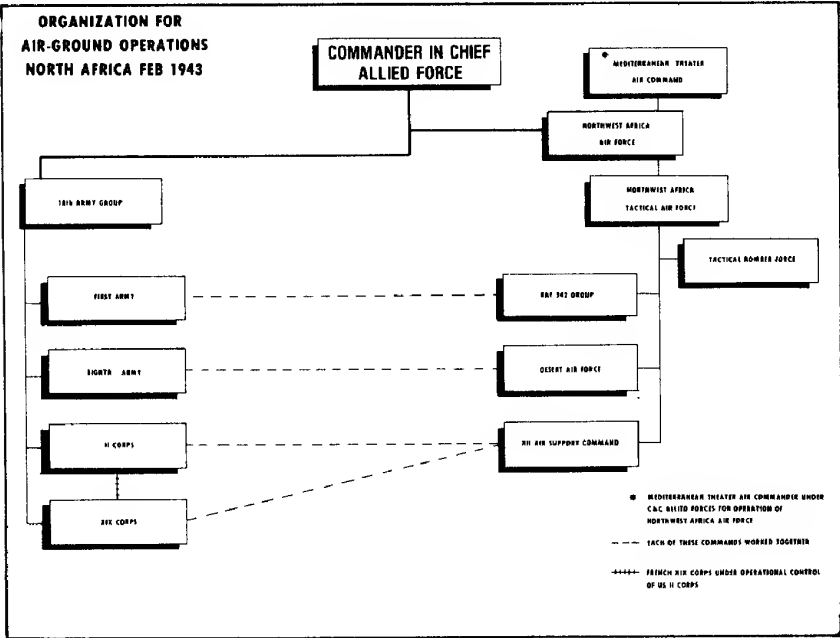 ORGANIZATION FOR
AIR-GROUND OPERATIONS
NORTH AFRICA FEB 1943
COMMANDER IN CHIEF
ALLIED FORCE
* MEDITERRANEAN THEATER
AIR COMMAND
NORTHWEST AFRICA
AIR FORCE
18th ARMY GROUP
NORTHWEST AFRICA
TACTICAL AIR FORCE
TACTICAL BOMBER FORCE
FIRST ARMY
RAF 242 GROUP
EIGHTH ARMY
DESERT AIR FORCE
II CORPS
XII AIR SUPPORT COMMAND
XIX CORPS
* MEDITERRANEAN THEATER AIR COMMANDER UNDER
C&C ALLIED FORCES FOR OPERATION OF
NORTHWEST AFRICA AIR FORCE
EACH OF THESE COMMANDS WORKED TOGETHER
FRENCH XIX CORPS UNDER OPERATIONAL CONTROL
OF US II CORPS